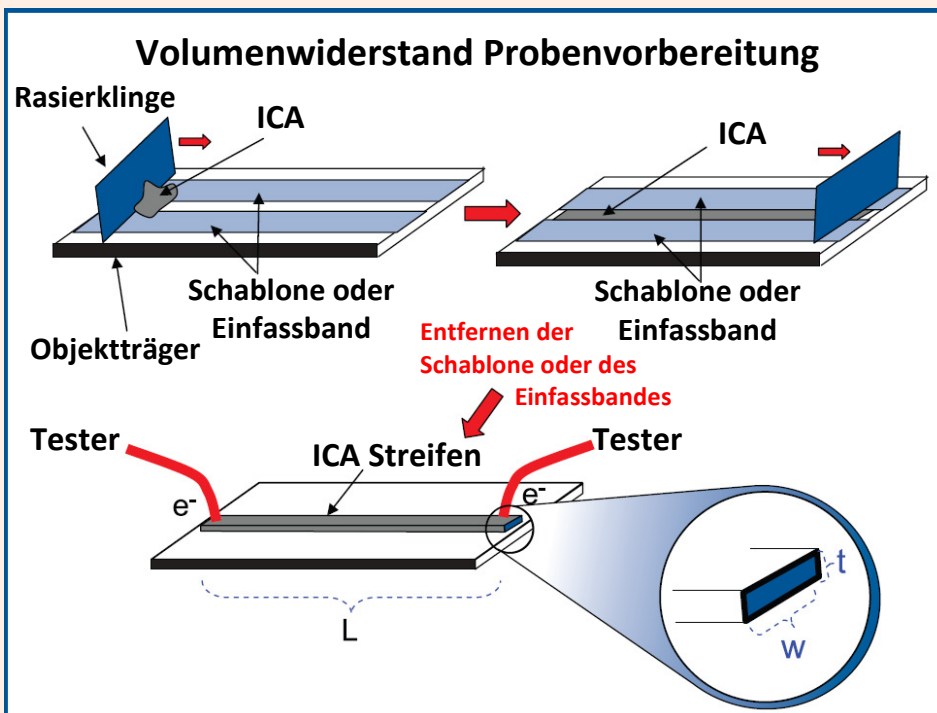 Volumenwiderstand Probenvorbereitung
Rasierklinge
ICA
Schablone oder
Einfassband
Objektträger
ICA
Schablone oder
Einfassband
Entfernen der
Schablone oder des
Einfassbandes
Tester
ICA Streifen
Tester
e-
e-
L
t
w